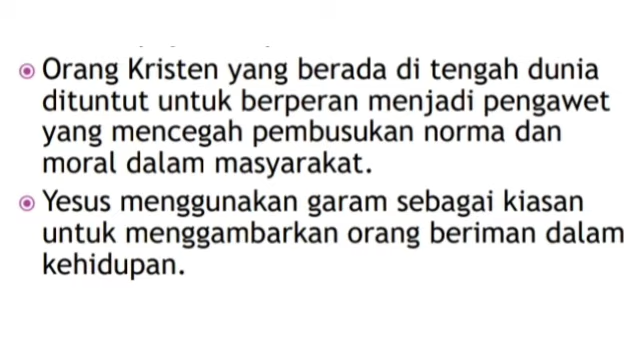 Orang Kristen yang berada di tengah dunia
dituntut untuk berperan menjadi pengawet
yang mencegah pembusukan norma dan
moral dalam masyarakat.
Yesus menggunakan garam sebagai kiasan
untuk menggambarkan orang beriman dalam
kehidupan.